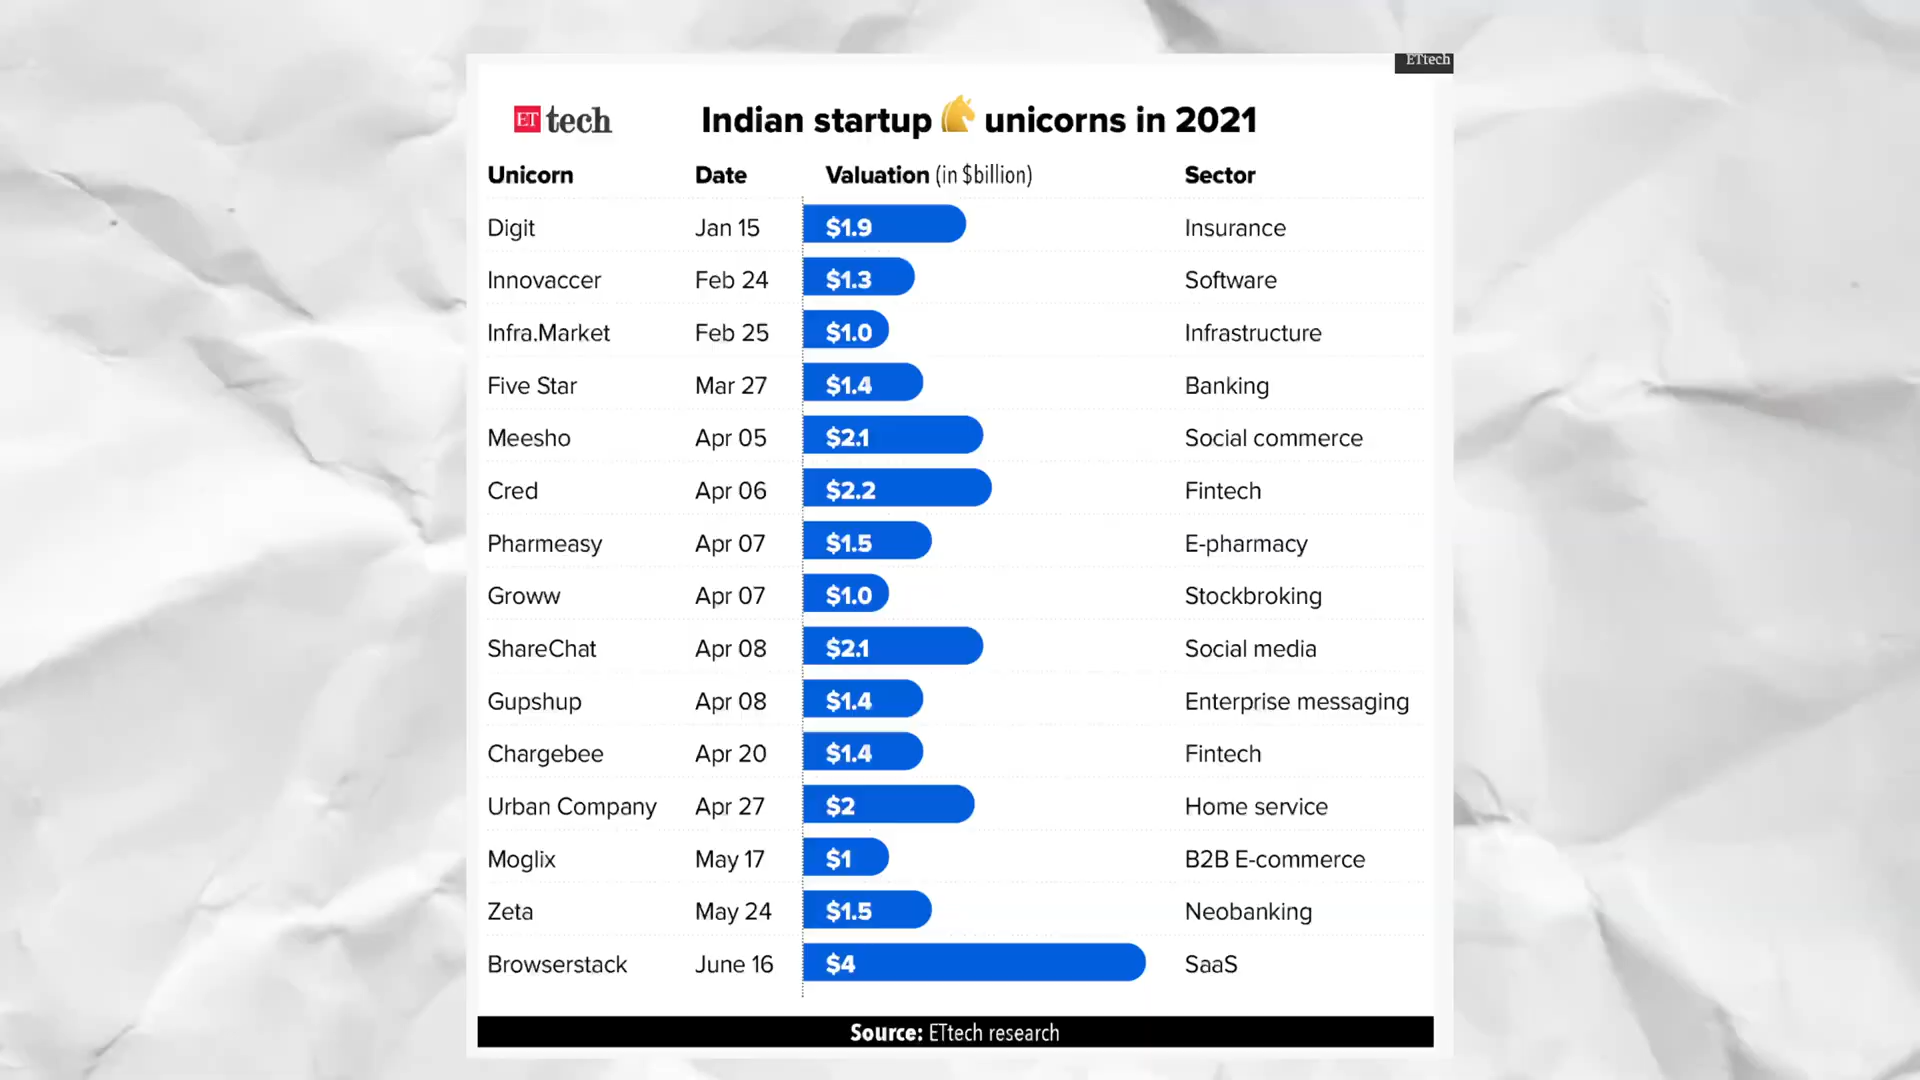 ETtech
ET tech
Indian startup unicorns in 2021
Unicorn Date Valuation (in $billion) Sector
Digit Jan 15 $1.9 Insurance
Innovaccer Feb 24 $1.3 Software
Infra.Market Feb 25 $1.0 Infrastructure
Five Star Mar 27 $1.4 Banking
Meesho Apr 05 $2.1 Social commerce
Cred Apr 06 $2.2 Fintech
Pharmeasy Apr 07 $1.5 E-pharmacy
Groww Apr 07 $1.0 Stockbroking
ShareChat Apr 08 $2.1 Social media
Gupshup Apr 08 $1.4 Enterprise messaging
Chargebee Apr 20 $1.4 Fintech
Urban Company Apr 27 $2 Home service
Moglix May 17 $1 B2B E-commerce
Zeta May 24 $1.5 Neobanking
Browserstack June 16 $4 SaaS
Source: ETtech research